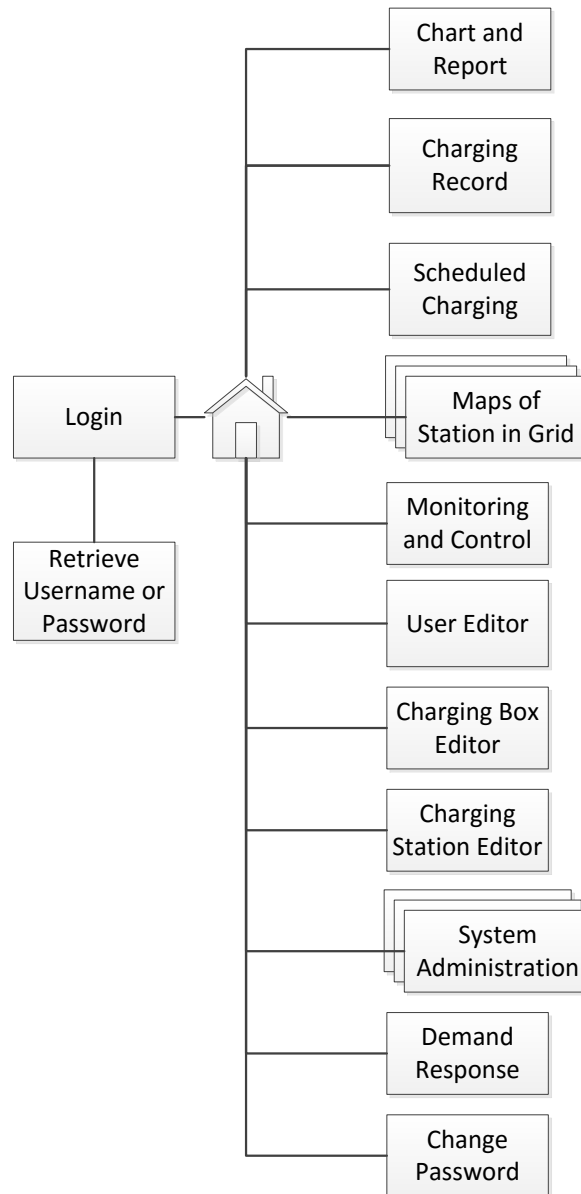 Chart and
Report
Charging
Record
Scheduled
Charging
Login
Maps of
Station in Grid
Monitoring
and Control
Retrieve
Username or
Password
User Editor
Charging Box
Editor
Charging
Station Editor
System
Administration
Demand
Response
Change
Password